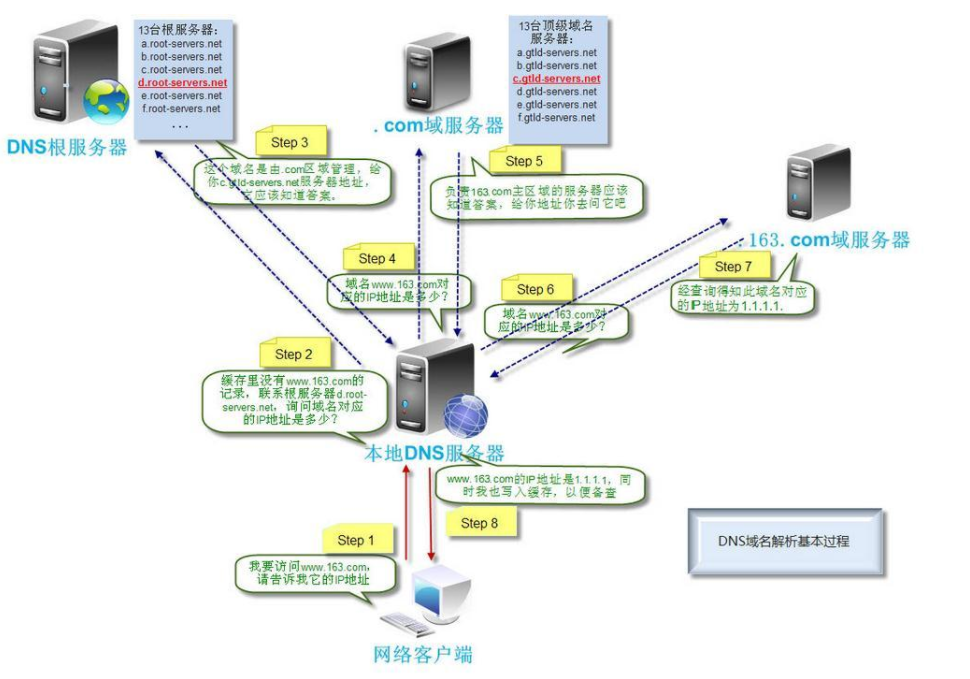 13台根服务器：
a.root-servers.net
b.root-servers.net
c.root-servers.net
d.root-servers.net
e.root-servers.net
f.root-servers.net
...
DNS根服务器
13台顶级域名
服务器：
a.gtld-servers.net
b.gtld-servers.net
c.gtld-servers.net
d.gtld-servers.net
e.gtld-servers.net
f.gtld-servers.net
.com域服务器
Step 3
这个域名是由.com区域管理，给
你c.gtld-servers.net服务器地址，
它应该知道答案。
Step 5
负责163.com主区域的服务器应该
知道答案，给你地址你去问它吧
.163.com域服务器
Step 4
域名www.163.com对
应的IP地址是多少？
Step 6
域名www.163.com对
应的IP地址是多少？
Step 7
经查询得知此域名对应
的IP地址为1.1.1.1.
Step 2
缓存里没有www.163.com的
记录，联系根服务器d.root-
servers.net，询问域名对应
的IP地址是多少？
本地DNS服务器
www.163.com的IP地址是1.1.1.1，同
时我也写入缓存，以便备查
Step 8
Step 1
我要访问www.163.com，
请告诉我它的IP地址
网络客户端
DNS域名解析基本过程